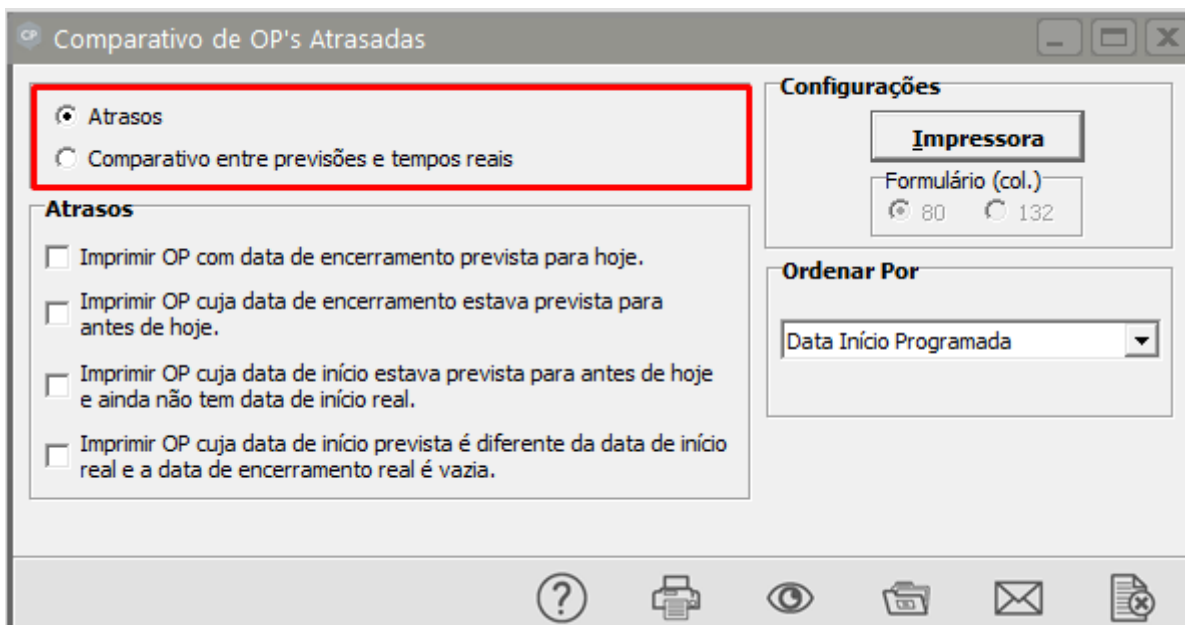 CP Comparativo de OP's Atrasadas
Atrasos
Comparativo entre previsões e tempos reais
Atrasos
Imprimir OP com data de encerramento prevista para hoje.
Imprimir OP cuja data de encerramento estava prevista para
antes de hoje.
Imprimir OP cuja data de início estava prevista para antes de hoje
e ainda não tem data de início real.
Imprimir OP cuja data de início prevista é diferente da data de início
real e a data de encerramento real é vazia.
Configurações
Impressora
Formulário (col.)
80 132
Ordenar Por
Data Início Programada